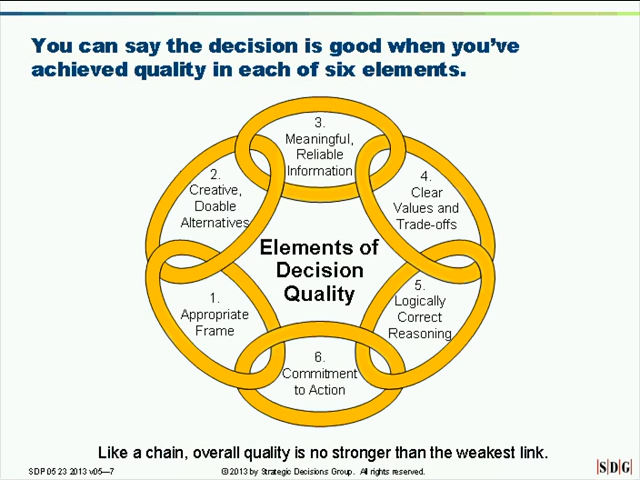 You can say the decision is good when you've
achieved quality in each of six elements.
3.
Meaningful,
Reliable
Information
2.
Creative,
Doable
Alternatives
4.
Clear
Values and
Trade-offs
Elements of
Decision
Quality
1.
Appropriate
Frame
5.
Logically
Correct
Reasoning
6.
Commitment
to Action
Like a chain, overall quality is no stronger than the weakest link.
SDP 05 23 2013 v05—7
© 2013 by Strategic Decisions Group. All rights reserved.
SDG